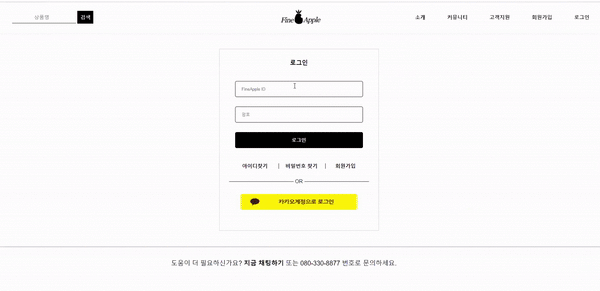 상품명 검색 Fine Apple 소개 커뮤니티 고객지원 회원가입 로그인
로그인
FineApple ID
암호
로그인
아이디찾기 | 비밀번호 찾기 | 회원가입
OR
카카오계정으로 로그인
도움이 더 필요하신가요? 지금 채팅하기 또는 080-330-8877 번호로 문의하세요.